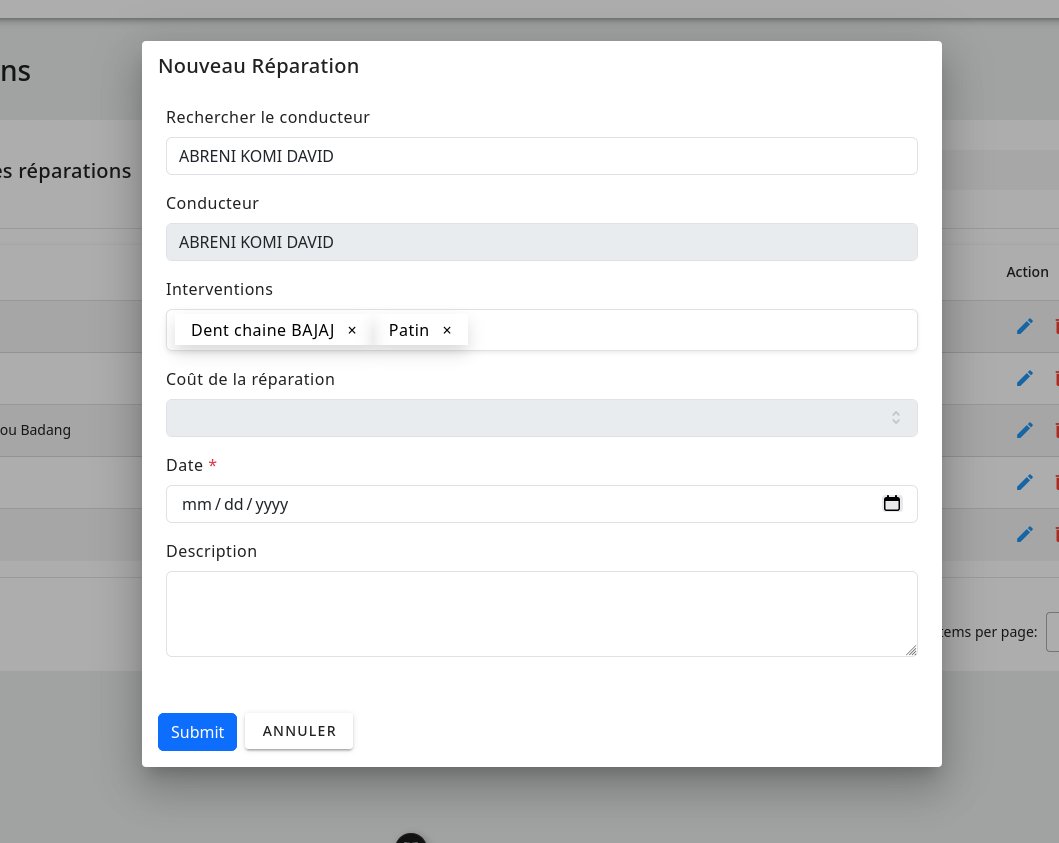 ns
Nouveau Réparation
Rechercher le conducteur
ABRENI KOMI DAVID
es réparations
Conducteur
ABRENI KOMI DAVID
Action
Interventions
Dent chaine BAJAJ × Patin ×
Coût de la réparation
ou Badang
Date *
mm/dd/yyyy
Description
tems per page:
Submit ANNULER